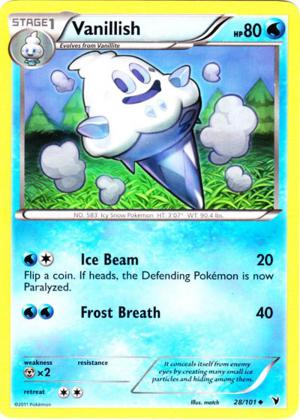 STAGE1
Vanillish
HP80
Evolves from Vanillite
NO. 583 Icy Snow Pokémon HT. 3'07" WT. 90.4 lbs.
Ice Beam 20
Flip a coin. If heads, the Defending Pokémon is now
Paralyzed.
Frost Breath 40
weakness
resistance
×2
retreat
It conceals itself from enemy
eyes by creating many small ice
particles and hiding among them.
©2011 Pokémon
Illus. match
28/101